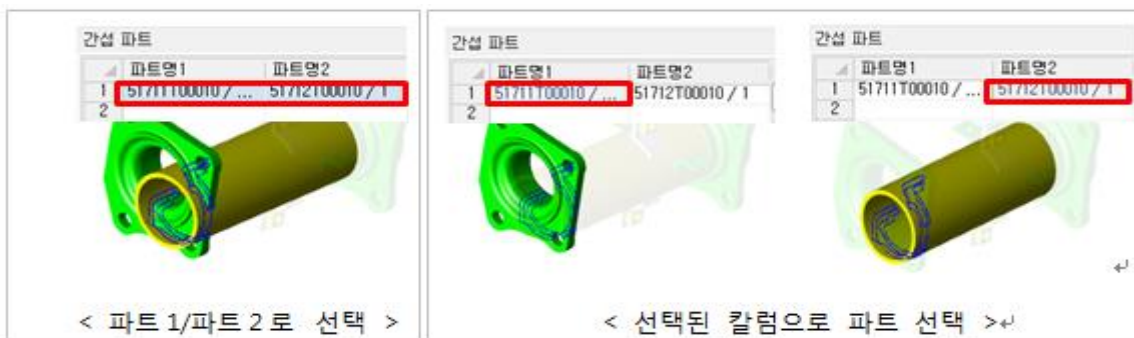 간섭 파트
파트명1 파트명2
1 51711T00010 / ... 51712T00010 / 1
2
< 파트1/파트2로 선택 >
간섭 파트
파트명1 파트명2
1 51711T00010 / ... 51712T00010 / 1
2
간섭 파트
파트명1 파트명2
1 51711T00010 / ... 51712T00010 / 1
2
< 선택된 칼럼으로 파트 선택 >↵